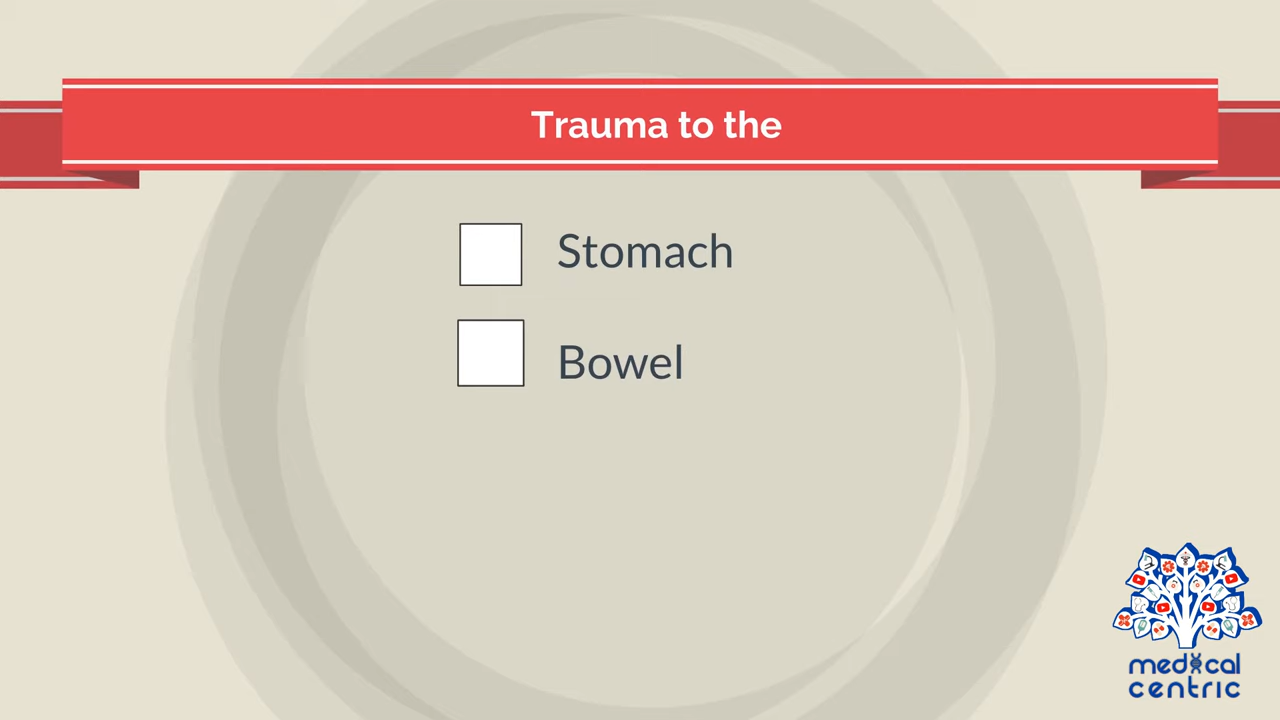 Trauma to the
Stomach
Bowel
medical
centric